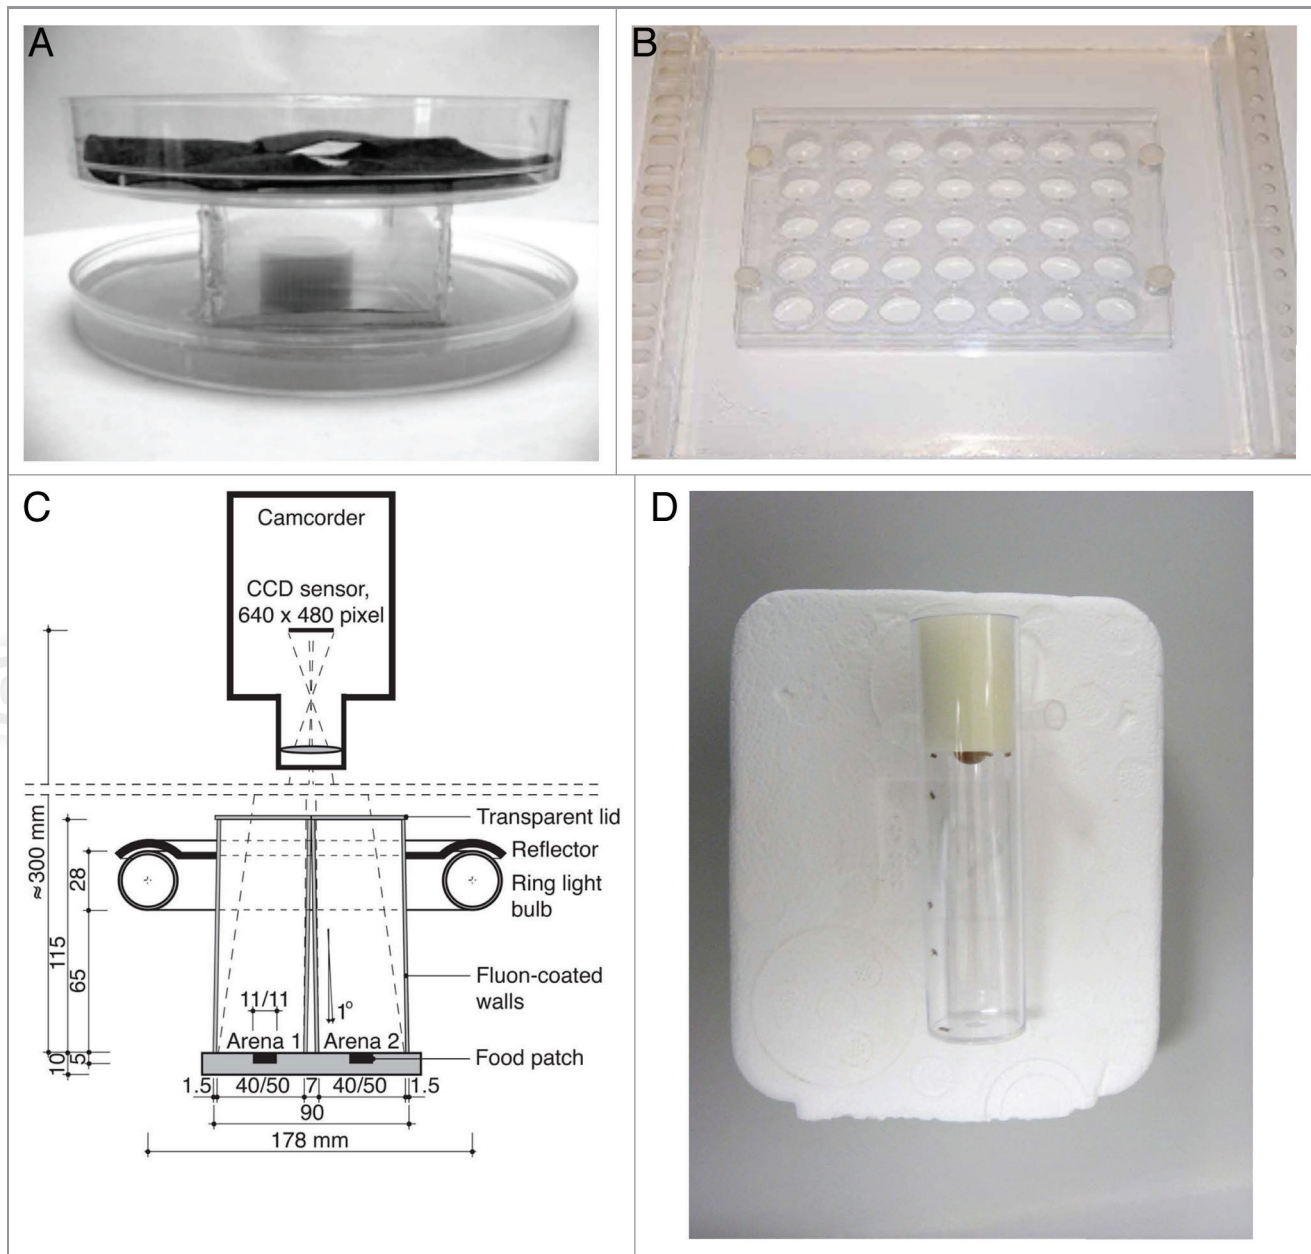 A
B
C
Camcorder
CCD sensor,
640 x 480 pixel
Transparent lid
Reflector
Ring light
bulb
≈300 mm
28
115
65
Fluon-coated
walls
11/11
1°
Arena 1
Arena 2
Food patch
10
5
1.5
40/50
7
40/50
1.5
90
178 mm
D